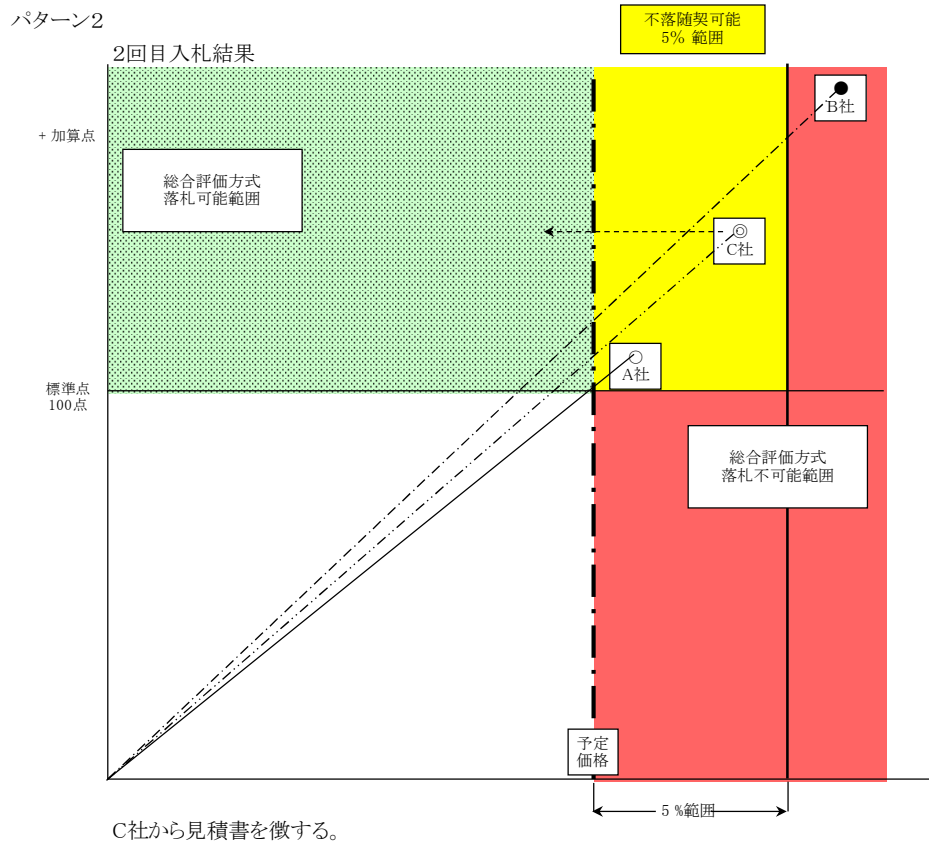 パターン2
不落随契可能
5% 範囲
2回目入札結果
B社
+ 加算点
総合評価方式
落札可能範囲
C社
A社
標準点
100点
総合評価方式
落札不可能範囲
予定
価格
5 %範囲
C社から見積書を徴する。